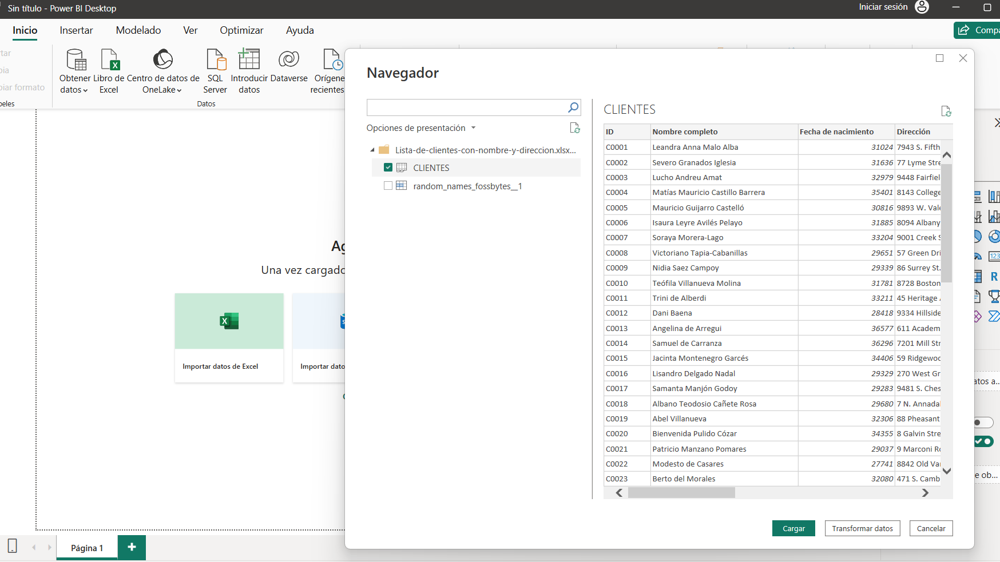 Sin título - Power BI Desktop
Iniciar sesión
Inicio Insertar Modelado Ver Optimizar Ayuda
Compa
rtar
pia
piar formato
peles
Obtener datos
Libro de Excel
Centro de datos de OneLake
SQL Server
Introducir datos
Dataverse
Orígene
recientes
Datos
Ag
Una vez cargado
Importar datos de Excel
Importar dato
Navegador
Opciones de presentación
Lista-de-clientes-con-nombre-y-direccion.xlsx...
CLIENTES
random_names_fossbytes__1
CLIENTES
ID Nombre completo Fecha de nacimiento Dirección
C0001 Leandra Anna Malo Alba 31024 7943 S. Fifth
C0002 Severo Granados Iglesia 31636 77 Lyme Stre
C0003 Lucho Andreu Amat 32979 9448 Fairfiel
C0004 Matías Mauricio Castillo Barrera 35401 8143 College
C0005 Mauricio Guijarro Castelló 30816 9893 W. Vale
C0006 Isaura Leyre Avilés Pelayo 31885 8094 Albany
C0007 Soraya Morera-Lago 33204 9001 Creek S
C0008 Victoriano Tapia-Cabanillas 29651 57 Green Dri
C0009 Nidia Saez Campoy 29339 86 Surrey St.
C0010 Teófila Villanueva Molina 31781 8728 Boston
C0011 Trini de Alberdi 33211 45 Heritage
C0012 Dani Baena 28418 9334 Hillside
C0013 Angelina de Arregui 36577 611 Academ
C0014 Samuel de Carranza 36296 7201 Mill Str
C0015 Jacinta Montenegro Garcés 34406 59 Ridgewoo
C0016 Lisandro Delgado Nadal 29329 270 West Gr
C0017 Samanta Manjón Godoy 29283 9481 S. Ches
C0018 Albano Teodosio Cañete Rosa 29680 7 N. Annadal
C0019 Abel Villanueva 32306 88 Pheasant
C0020 Bienvenida Pulido Cózar 34355 8 Galvin Stre
C0021 Patricio Manzano Pomares 29037 9 Marconi Ro
C0022 Modesto de Casares 27741 8842 Old Va
C0023 Berto del Morales 32080 471 S. Camb
Cargar Transformar datos Cancelar
123
R
atos a...
e ob...
Página 1